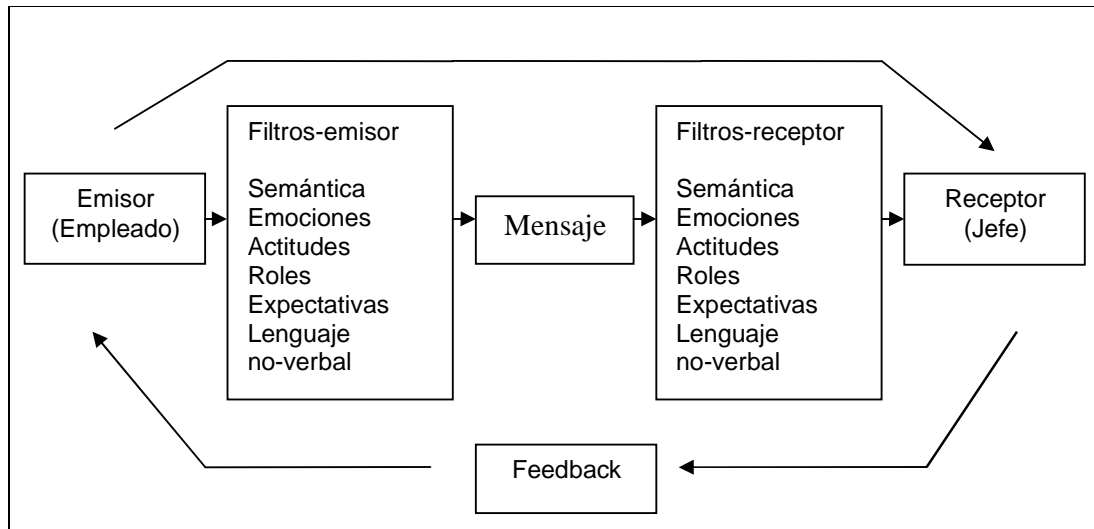 Filtros-emisor
Semántica
Emociones
Actitudes
Roles
Expectativas
Lenguaje
no-verbal
Filtros-receptor
Semántica
Emociones
Actitudes
Roles
Expectativas
Lenguaje
no-verbal
Emisor
(Empleado)
Mensaje
Receptor
(Jefe)
Feedback